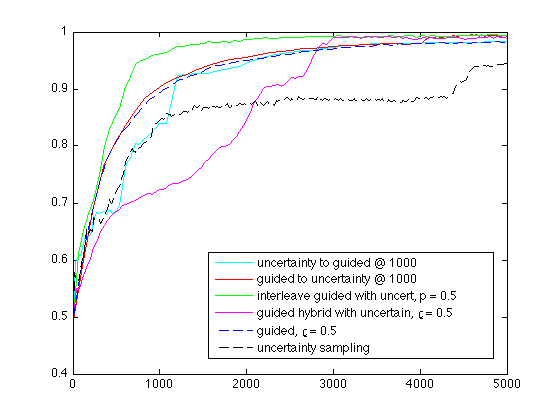 1
0.9
0.8
0.7
0.6
0.5
0.4
0
1000
2000
3000
4000
5000
uncertainty to guided @ 1000
guided to uncertainty @ 1000
interleave guided with uncert, p = 0.5
guided hybrid with uncertain, ς = 0.5
guided, ς = 0.5
uncertainty sampling